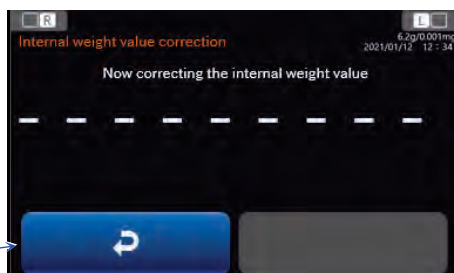 R L
Internal weight value correction
6.2g/0.001mg
2021/01/12 12:34
Now correcting the internal weight value
– – – – – – – – –